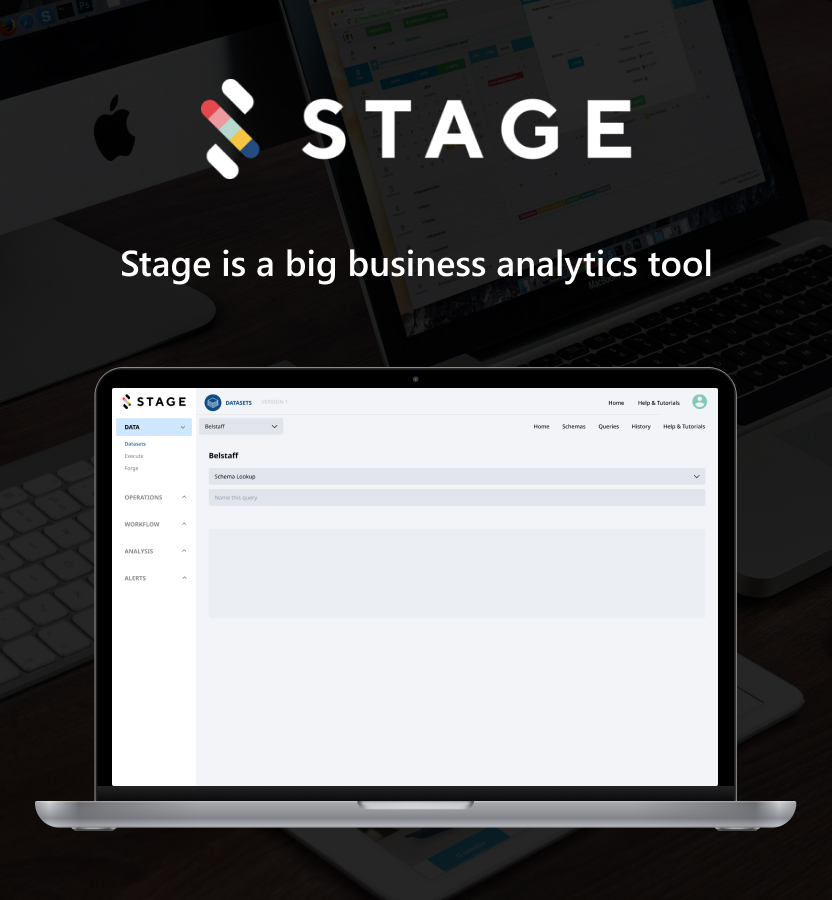 STAGE
Stage is a big business analytics tool
STAGE
DATASETS
VERSION 1
Home
Help & Tutorials
DATA
Belstaff
Home
Schemas
Queries
History
Help & Tutorials
Datasets
Execute
Forge
Belstaff
Schema Lookup
Name this query
OPERATIONS
WORKFLOW
ANALYSIS
ALERTS